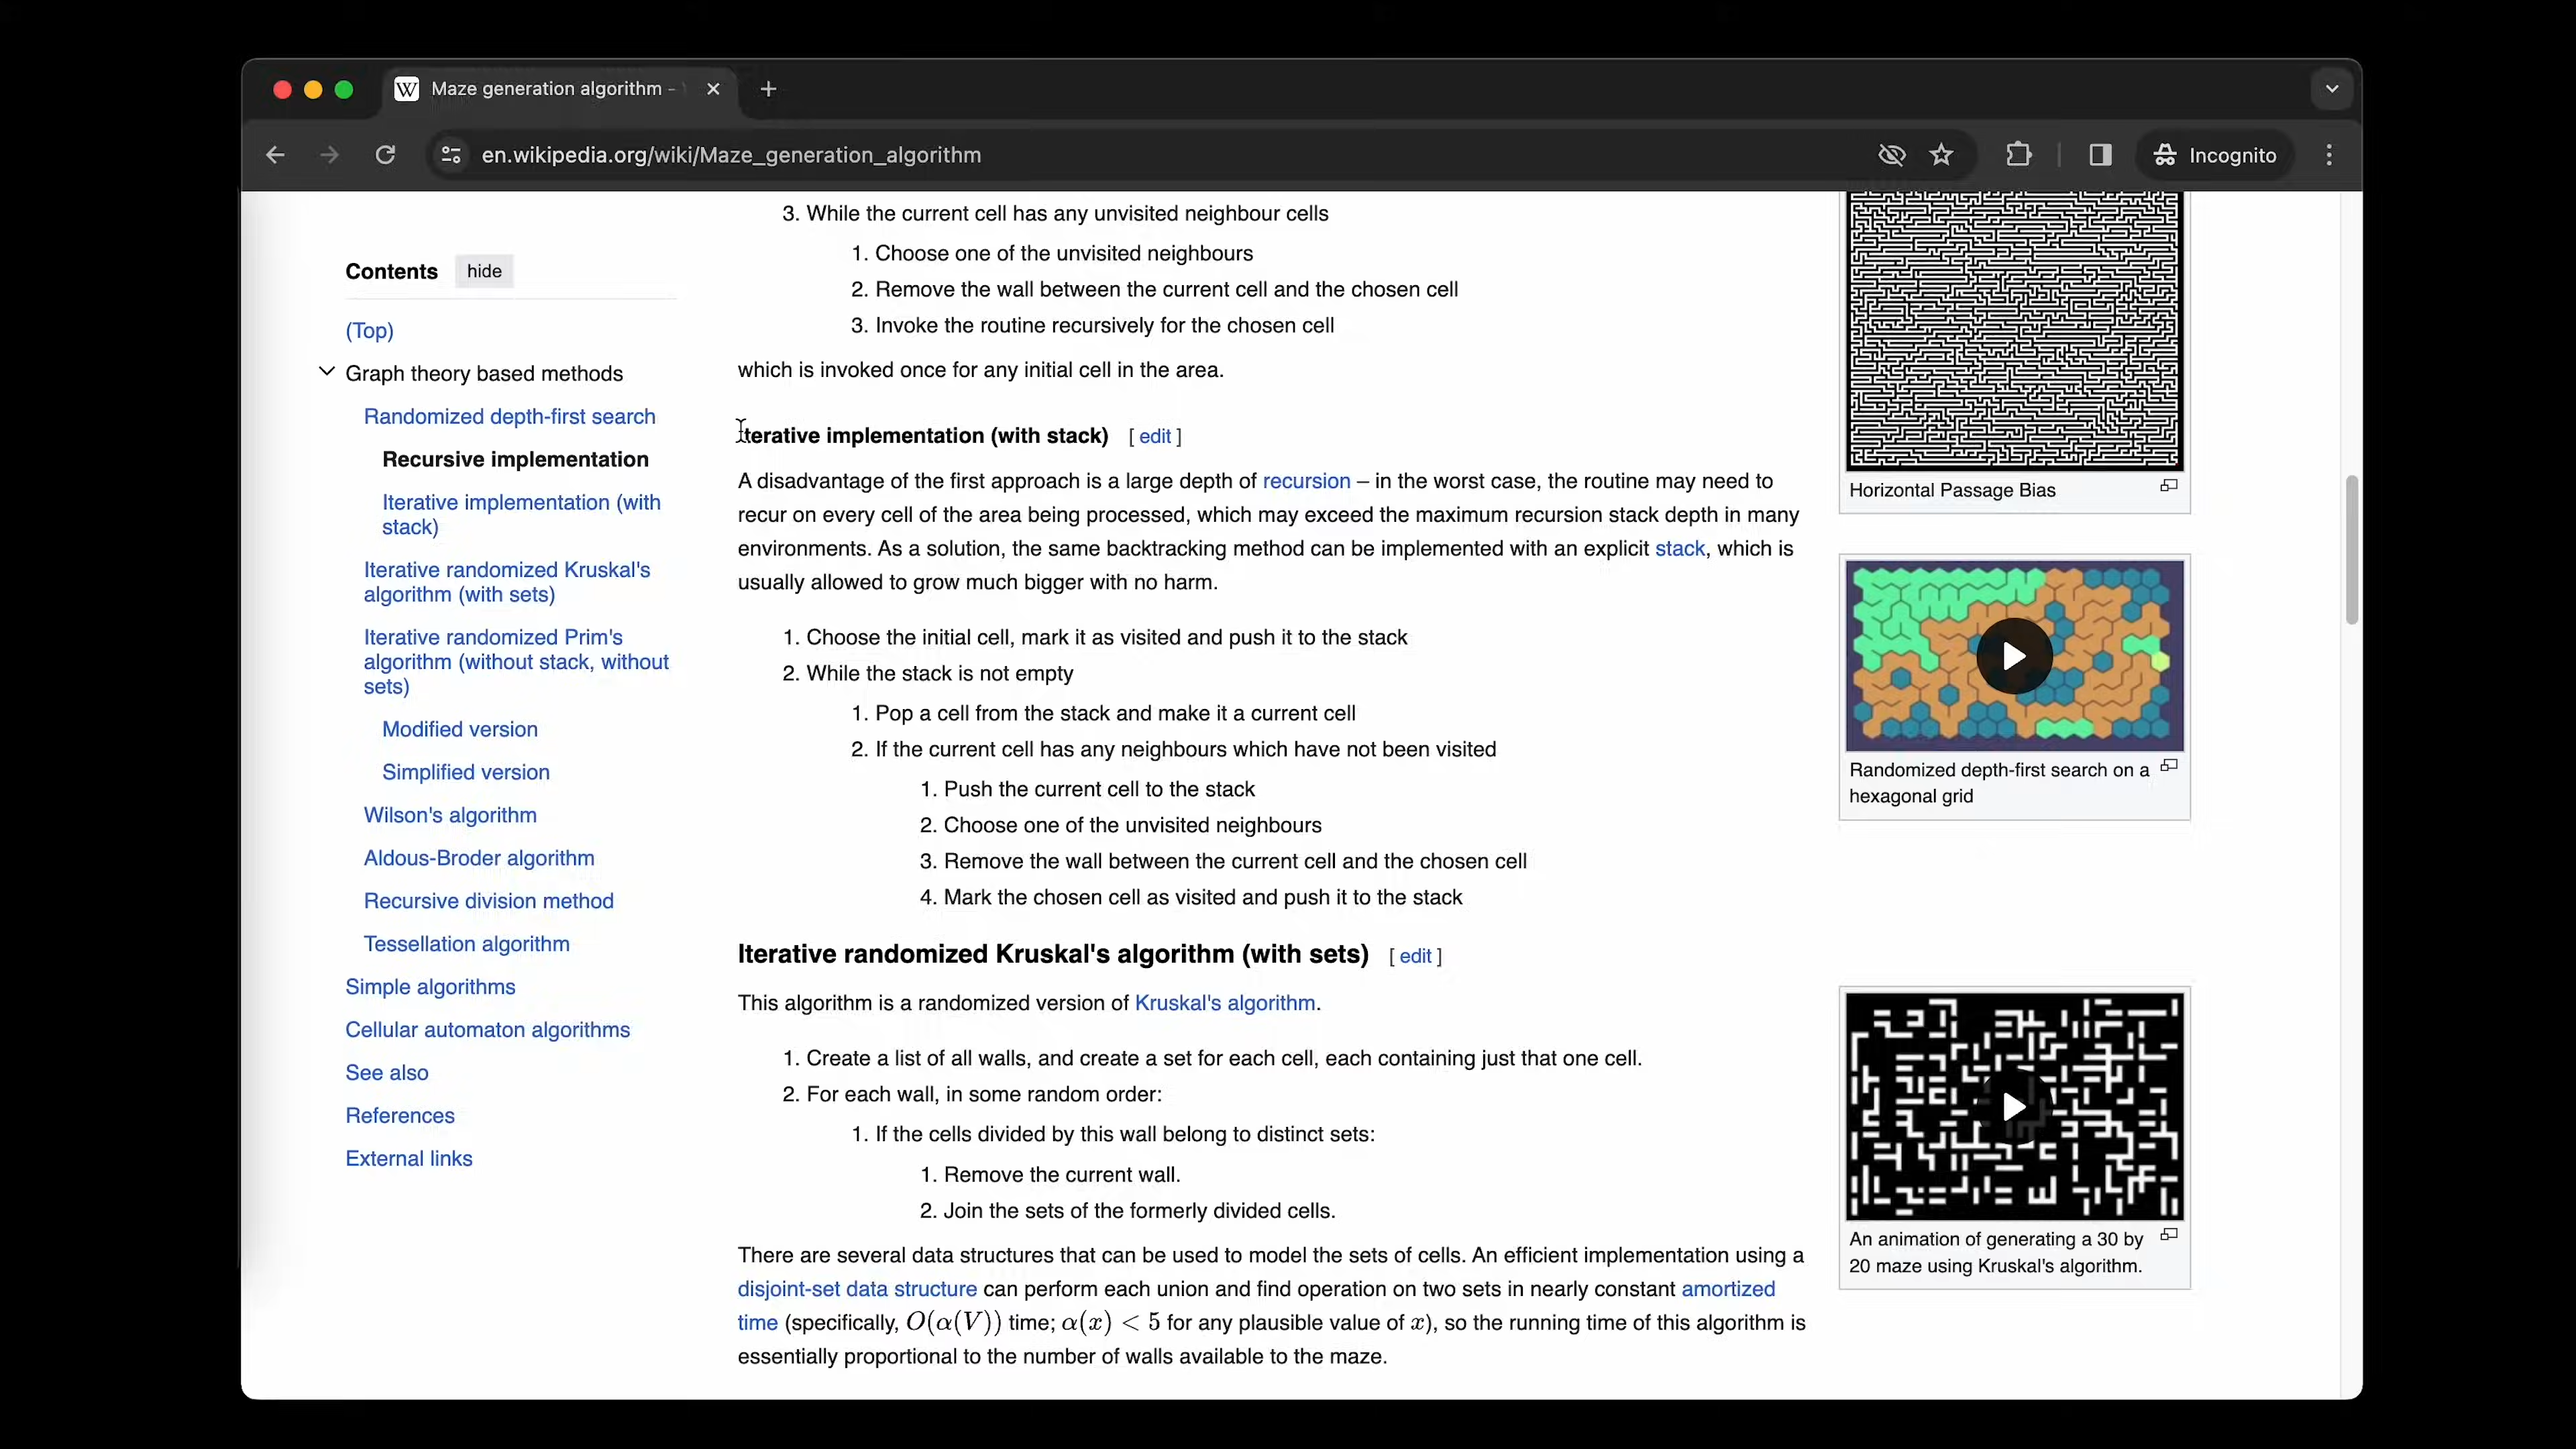 Maze generation algorithm -
en.wikipedia.org/wiki/Maze_generation_algorithm
Incognito
Contents
hide
(Top)
Graph theory based methods
Randomized depth-first search
Recursive implementation
Iterative implementation (with
stack)
Iterative randomized Kruskal's
algorithm (with sets)
Iterative randomized Prim's
algorithm (without stack, without
sets)
Modified version
Simplified version
Wilson's algorithm
Aldous-Broder algorithm
Recursive division method
Tessellation algorithm
Simple algorithms
Cellular automaton algorithms
See also
References
External links
3. While the current cell has any unvisited neighbour cells
1. Choose one of the unvisited neighbours
2. Remove the wall between the current cell and the chosen cell
3. Invoke the routine recursively for the chosen cell
which is invoked once for any initial cell in the area.
Iterative implementation (with stack) [ edit ]
A disadvantage of the first approach is a large depth of recursion – in the worst case, the routine may need to
recur on every cell of the area being processed, which may exceed the maximum recursion stack depth in many
environments. As a solution, the same backtracking method can be implemented with an explicit stack, which is
usually allowed to grow much bigger with no harm.
1. Choose the initial cell, mark it as visited and push it to the stack
2. While the stack is not empty
1. Pop a cell from the stack and make it a current cell
2. If the current cell has any neighbours which have not been visited
1. Push the current cell to the stack
2. Choose one of the unvisited neighbours
3. Remove the wall between the current cell and the chosen cell
4. Mark the chosen cell as visited and push it to the stack
Iterative randomized Kruskal's algorithm (with sets) [ edit ]
This algorithm is a randomized version of Kruskal's algorithm.
1. Create a list of all walls, and create a set for each cell, each containing just that one cell.
2. For each wall, in some random order:
1. If the cells divided by this wall belong to distinct sets:
1. Remove the current wall.
2. Join the sets of the formerly divided cells.
There are several data structures that can be used to model the sets of cells. An efficient implementation using a
disjoint-set data structure can perform each union and find operation on two sets in nearly constant amortized
time (specifically, O(α(V)) time; α(x) < 5 for any plausible value of x), so the running time of this algorithm is
essentially proportional to the number of walls available to the maze.
Horizontal Passage Bias
Randomized depth-first search on a
hexagonal grid
An animation of generating a 30 by
20 maze using Kruskal's algorithm.